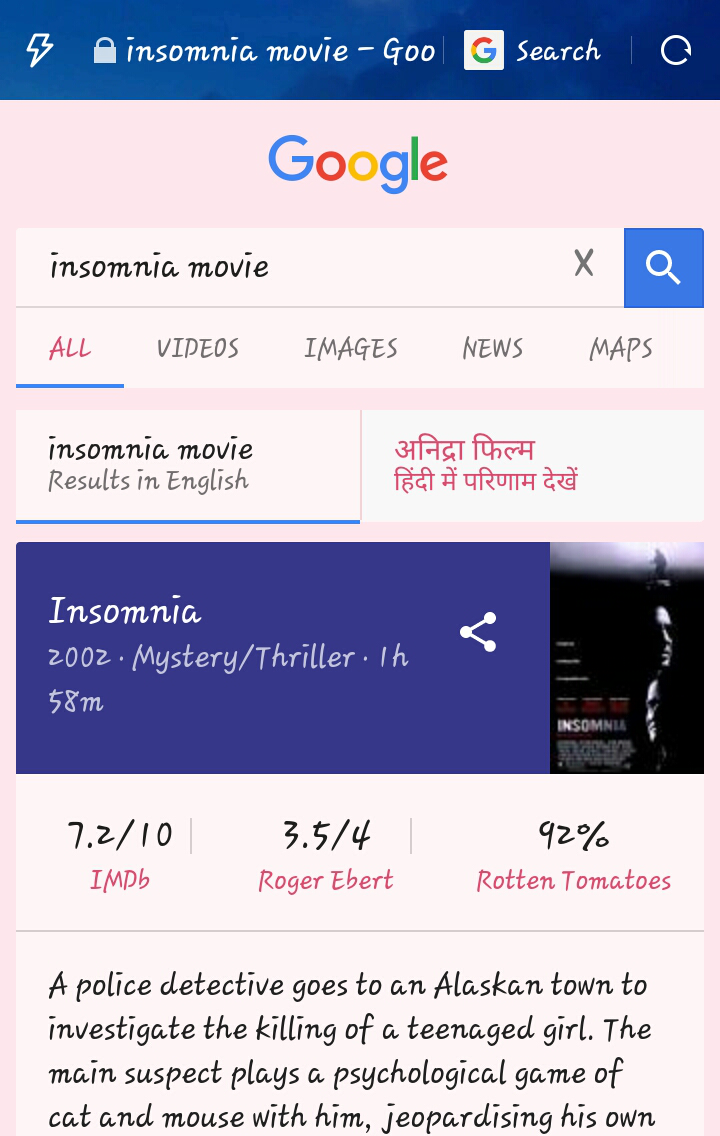 insomnia movie – Goo
Search
Google
insomnia movie
ALL VIDEOS IMAGES NEWS MAPS
insomnia movie
Results in English
अनिद्रा फिल्म
हिंदी में परिणाम देखें
Insomnia
2002 · Mystery/Thriller · 1h
58m
INSOMNIA
7.2/10
IMDb
3.5/4
Roger Ebert
92%
Rotten Tomatoes
A police detective goes to an Alaskan town to
investigate the killing of a teenaged girl. The
main suspect plays a psychological game of
cat and mouse with him, jeopardising his own